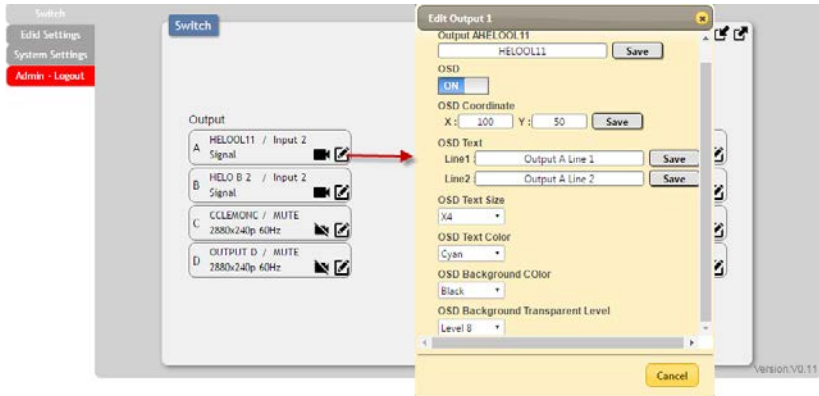 Switch
Edid Settings
System Settings
Admin - Logout
Switch
Output
A HELOOL11 / Input 2
Signal
B HELO B 2 / Input 2
Signal
C CCLEMONC / MUTE
2880x240p 60Hz
D OUTPUT D / MUTE
2880x240p 60Hz
Edit Output 1
Output AHELOOL11
HELOOL11 Save
OSD
ON
OSD Coordinate
X : 100 Y : 50 Save
OSD Text
Line1 : Output A Line 1 Save
Line2 : Output A Line 2 Save
OSD Text Size
X4
OSD Text Color
Cyan
OSD Background COlor
Black
OSD Background Transparent Level
Level 8
Cancel
Version:V0.11